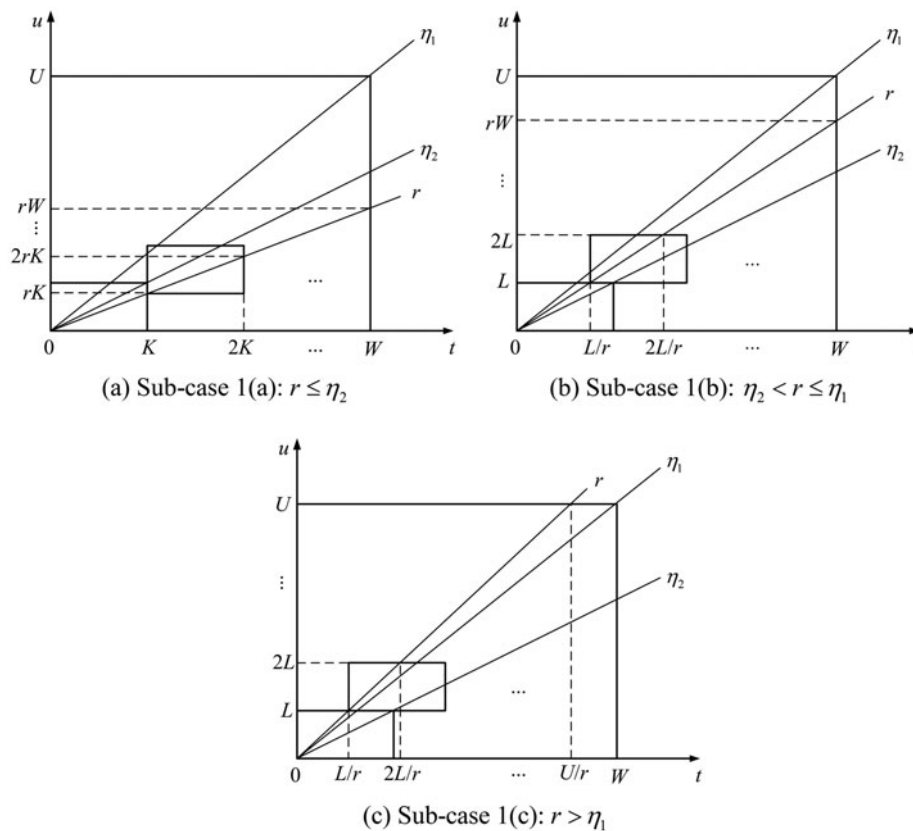 u
η₁
U
η₂
r
rW
⋮
2rK
rK
...
0
K
2K
...
W
t
(a) Sub-case 1(a): r ≤ η₂
u
η₁
U
r
rW
η₂
⋮
2L
L
...
0
L/r
2L/r
...
W
(b) Sub-case 1(b): η₂ < r ≤ η₁
u
r
η₁
U
η₂
⋮
2L
L
...
0
L/r
2L/r
...
U/r
W
t
(c) Sub-case 1(c): r > η₁